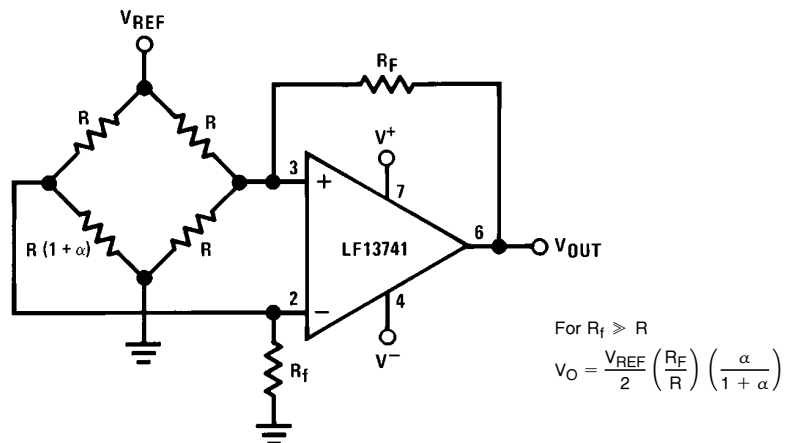 VREF
RF
R
R
V+
3
+
7
R (1 + α)
R
LF13741
6
VOUT
2
−
4
V−
Rf
For Rf ≫ R
VO = VREF/2 (RF/R) (α/1 + α)